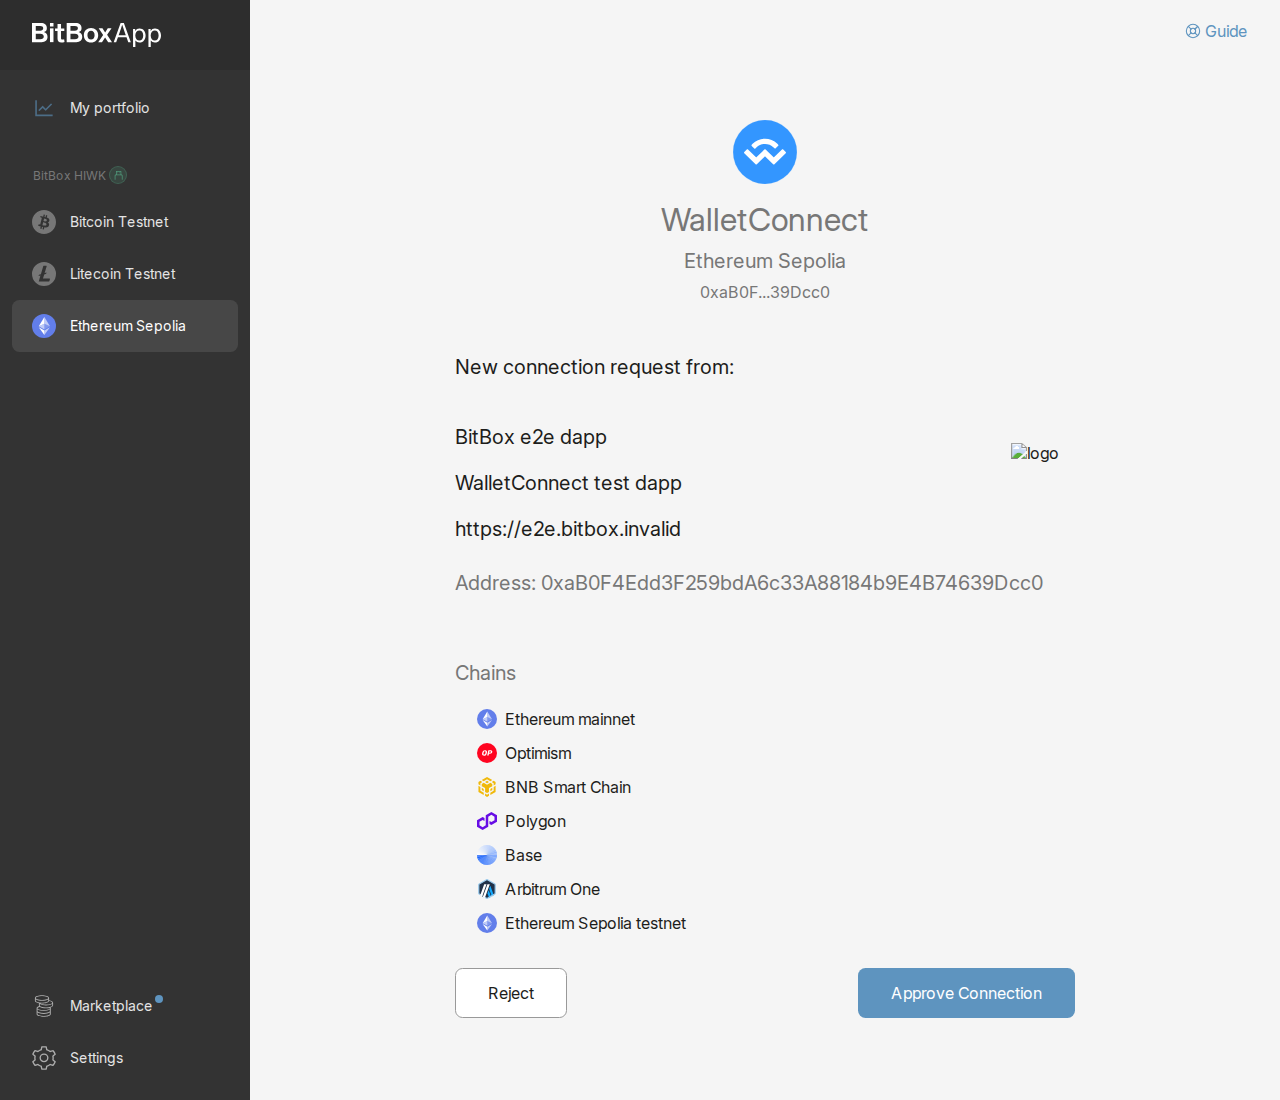 BitBoxApp
Guide
My portfolio
BitBox HIWK
Bitcoin Testnet
Litecoin Testnet
Ethereum Sepolia
WalletConnect
Ethereum Sepolia
0xaB0F...39Dcc0
New connection request from:
BitBox e2e dapp
logo
WalletConnect test dapp
https://e2e.bitbox.invalid
Address: 0xaB0F4Edd3F259bdA6c33A88184b9E4B74639Dcc0
Chains
Ethereum mainnet
OP Optimism
BNB Smart Chain
Polygon
Base
Arbitrum One
Ethereum Sepolia testnet
Reject
Approve Connection
Marketplace
Settings